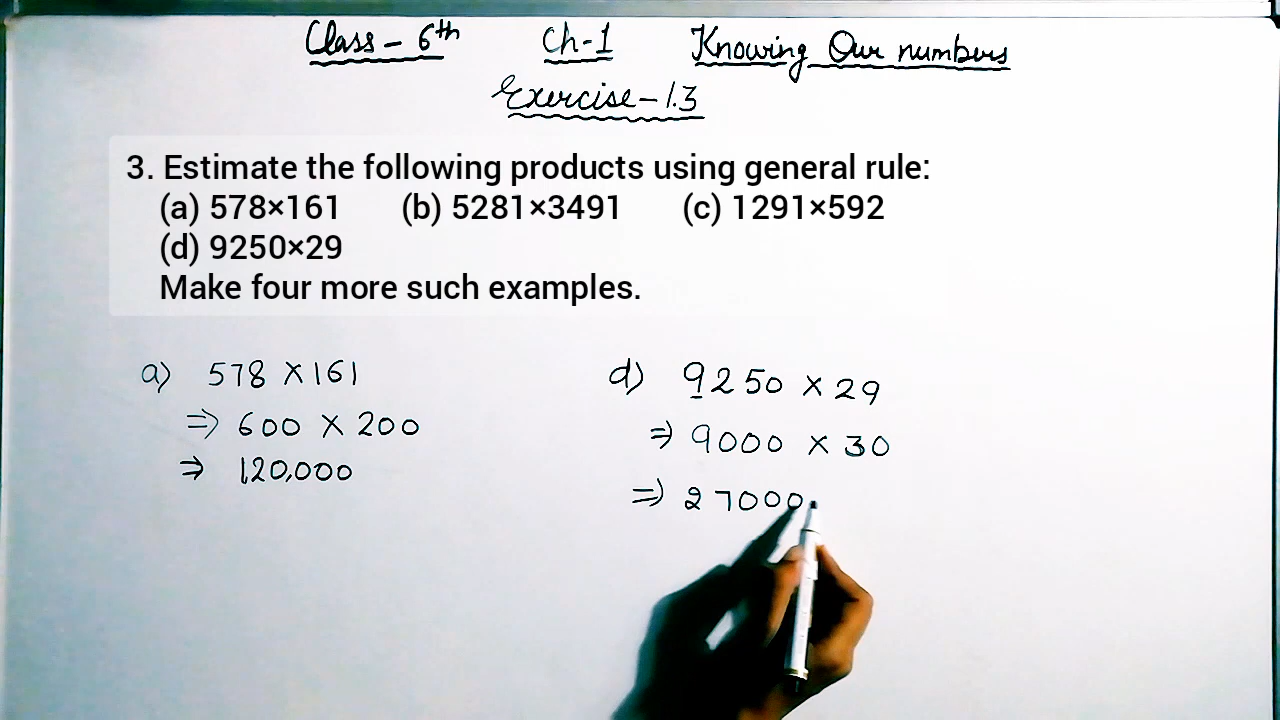 Class - 6th Ch-1 Knowing Our numbers
Exercise - 1.3
3. Estimate the following products using general rule:
(a) 578×161 (b) 5281×3491 (c) 1291×592
(d) 9250×29
Make four more such examples.
a) 578 × 161
⇒ 600 × 200
⇒ 120,000
d) 9250 × 29
⇒ 9000 × 30
⇒ 27000